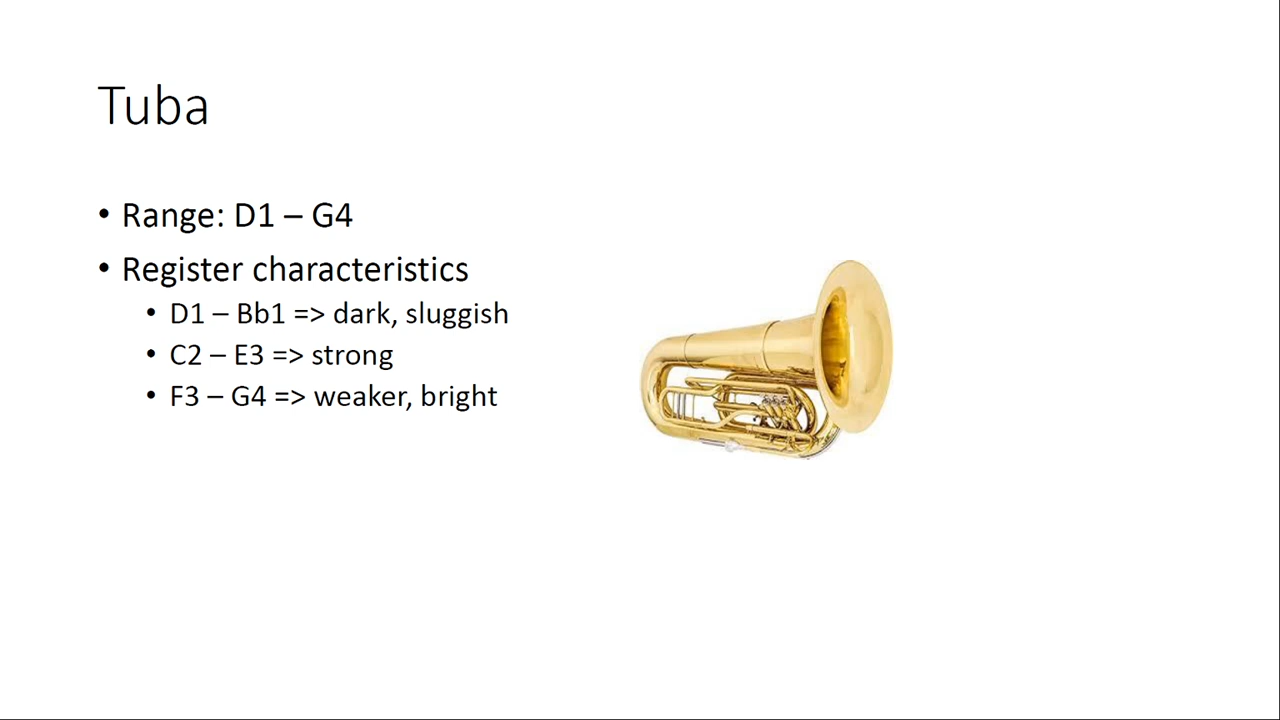 Tuba
• Range: D1 – G4
• Register characteristics
• D1 – Bb1 => dark, sluggish
• C2 – E3 => strong
• F3 – G4 => weaker, bright